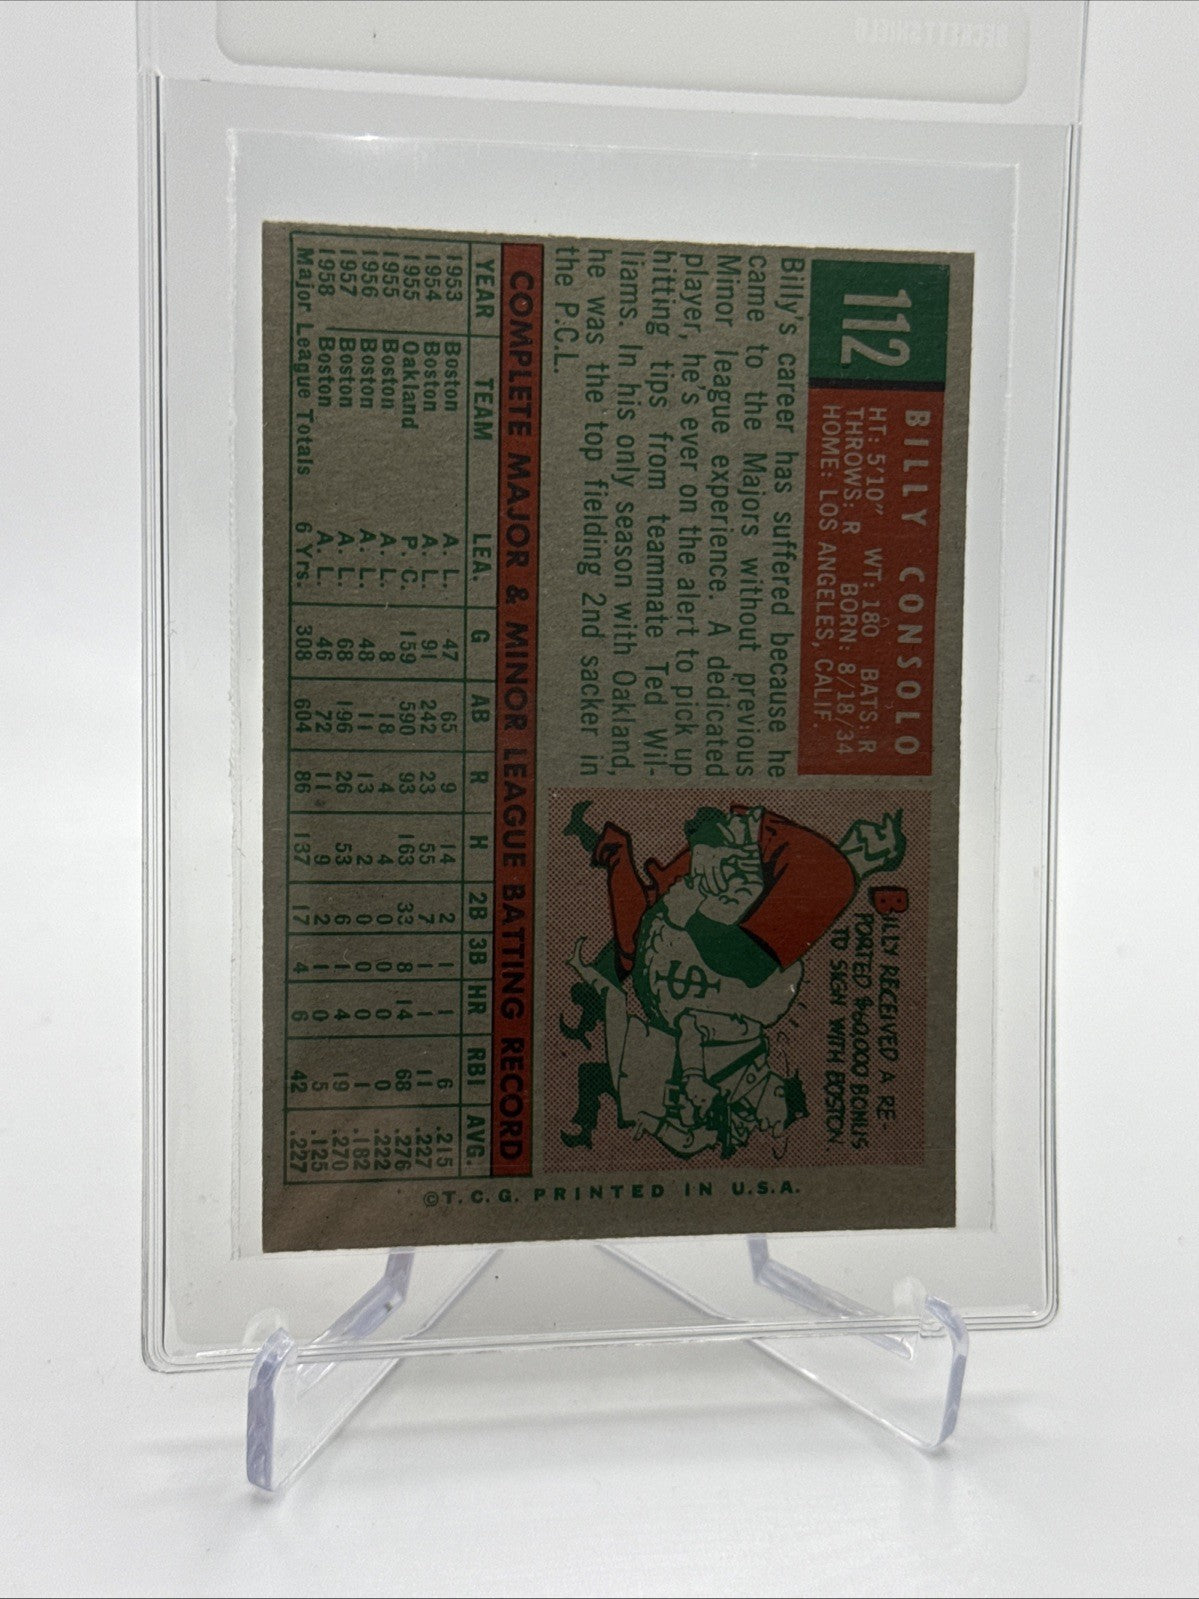 112
BILLY CONSOLO
HT: 5'10" WT: 180 BATS: R
THROWS: R BORN: 8/18/34
HOME: LOS ANGELES, CALIF.
Billy's career has suffered because he
came to the Majors without previous
Minor league experience. A dedicated
player, he's ever on the alert to pick up
hitting tips from teammate Ted Wil-
liams. In his only season with Oakland,
he was the top fielding 2nd sacker in
the P.C.L.
BILLY RECEIVED A RE-
PORTED $60,000 BONUS
TO SIGN WITH BOSTON.
$
COMPLETE MAJOR & MINOR LEAGUE BATTING RECORD
YEAR TEAM LEA. G AB R H 2B 3B HR RBI AVG.
1953 Boston A. L. 47 65 9 14 2 1 1 6 .215
1954 Boston A. L. 91 242 23 55 7 1 1 11 .227
1955 Oakland P. C. 159 590 93 163 33 8 14 68 .276
1955 Boston A. L. 8 18 4 4 0 0 0 0 .222
1956 Boston A. L. 48 11 13 2 0 0 0 1 .182
1957 Boston A. L. 68 196 26 53 6 1 4 19 .270
1958 Boston A. L. 46 72 11 9 2 1 0 5 .125
Major League Totals 6 Yrs. 308 604 86 137 17 4 6 42 .227
©T. C. G. PRINTED IN U.S.A.
BECKETT SHIELD